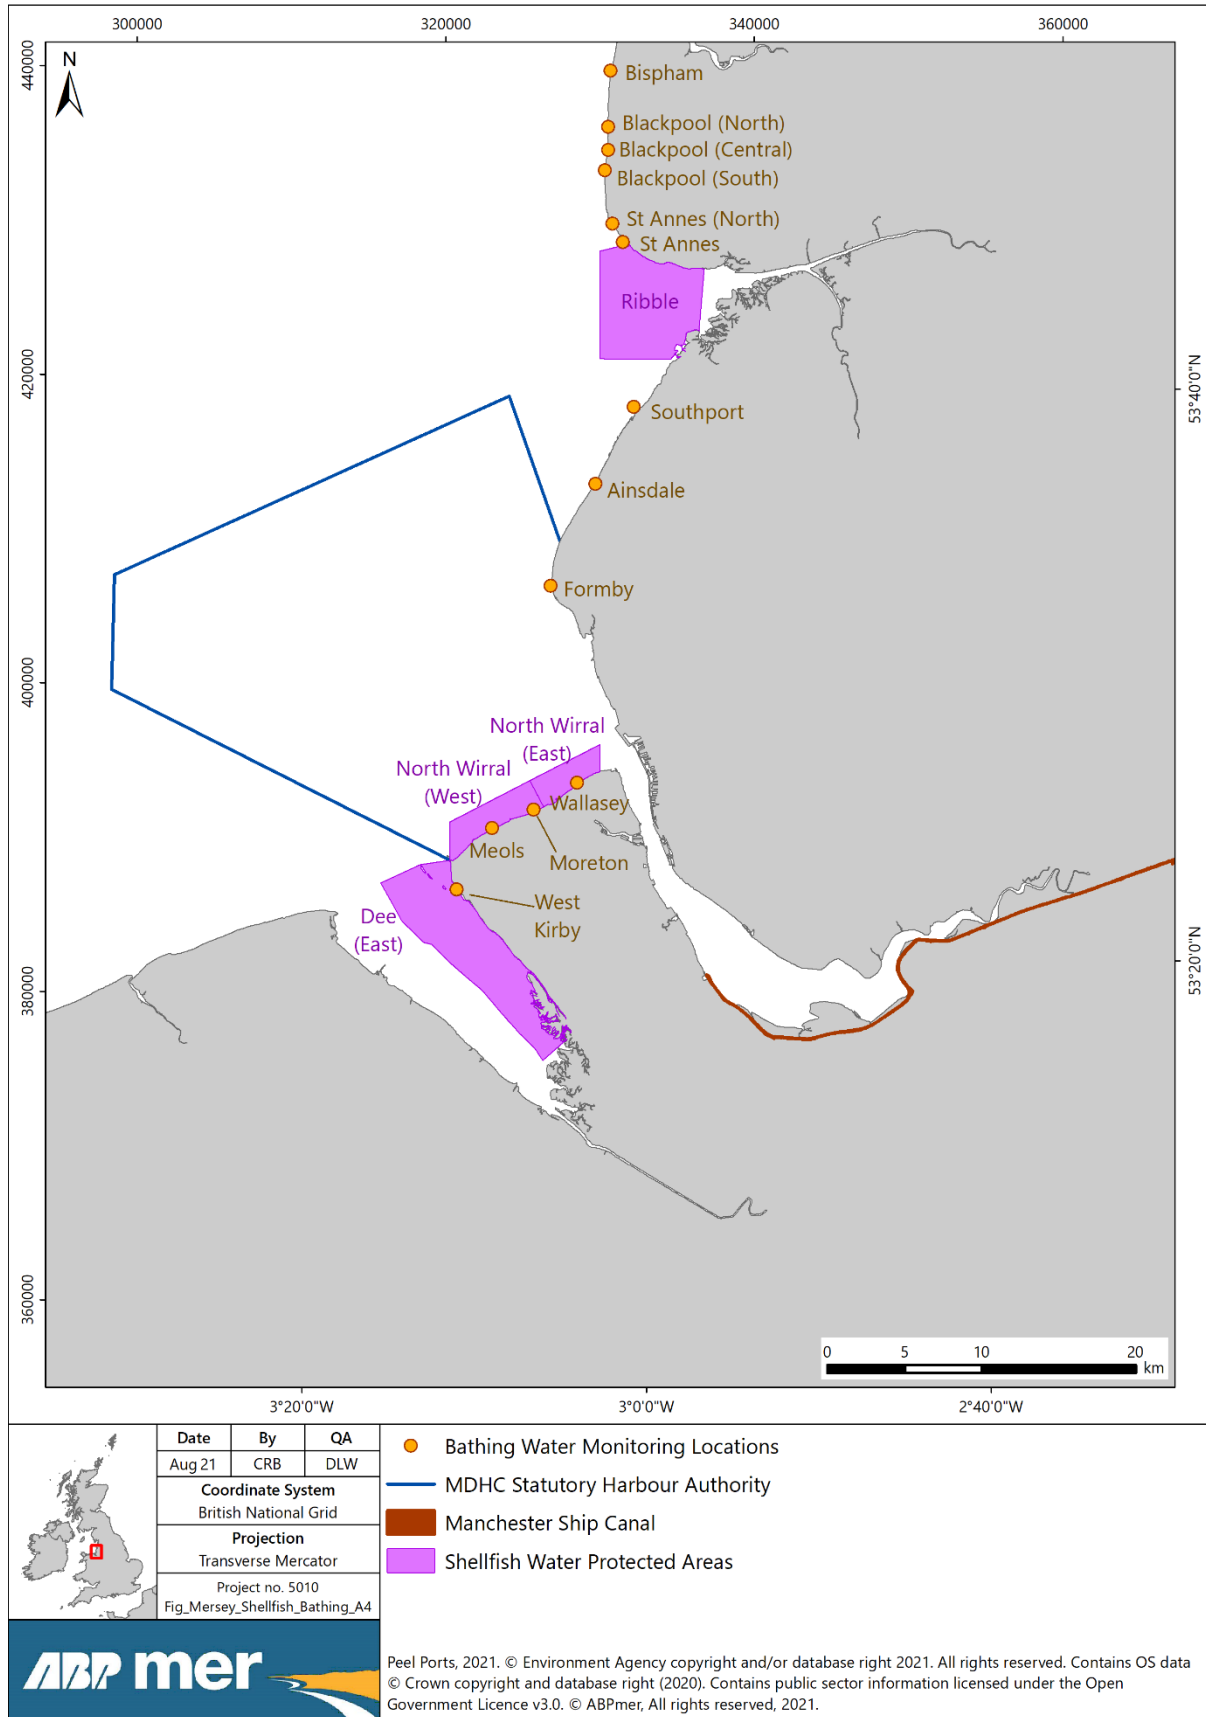 300000
320000
340000
360000
440000
N
Bispham
Blackpool (North)
Blackpool (Central)
Blackpool (South)
St Annes (North)
St Annes
Ribble
420000
53°40'0"N
Southport
Ainsdale
Formby
400000
North Wirral
(East)
North Wirral
(West)
Wallasey
Meols
Moreton
West
Kirby
Dee
(East)
53°20'0"N
380000
360000
0 5 10 20
km
3°20'0"W
3°0'0"W
2°40'0"W
Date By QA
Aug 21 CRB DLW
Coordinate System
British National Grid
Projection
Transverse Mercator
Project no. 5010
Fig_Mersey_Shellfish_Bathing_A4
Bathing Water Monitoring Locations
MDHC Statutory Harbour Authority
Manchester Ship Canal
Shellfish Water Protected Areas
ABP mer
Peel Ports, 2021. © Environment Agency copyright and/or database right 2021. All rights reserved. Contains OS data
© Crown copyright and database right (2020). Contains public sector information licensed under the Open
Government Licence v3.0. © ABPmer, All rights reserved, 2021.